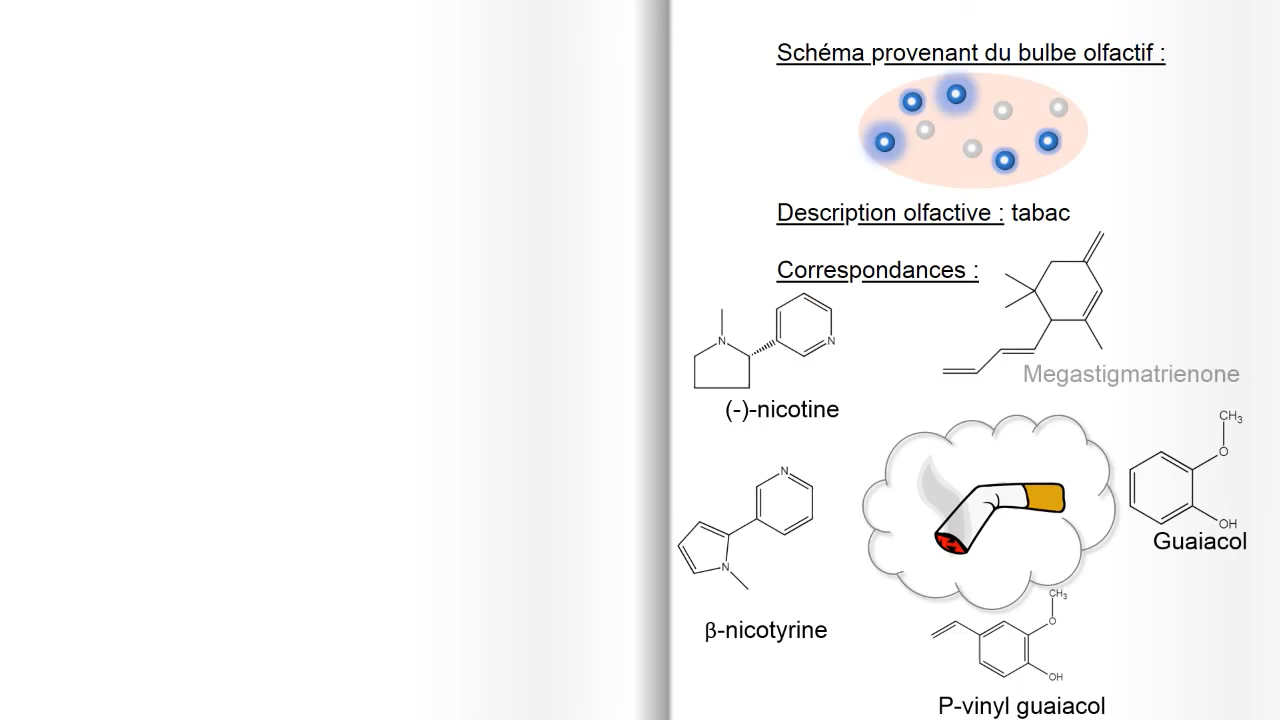 Schéma provenant du bulbe olfactif :
Description olfactive : tabac
Correspondances :
N
N
Megastigmatrienone
(-)-nicotine
CH3
O
OH
Guaiacol
N
N
β-nicotyrine
CH3
O
OH
P-vinyl guaiacol